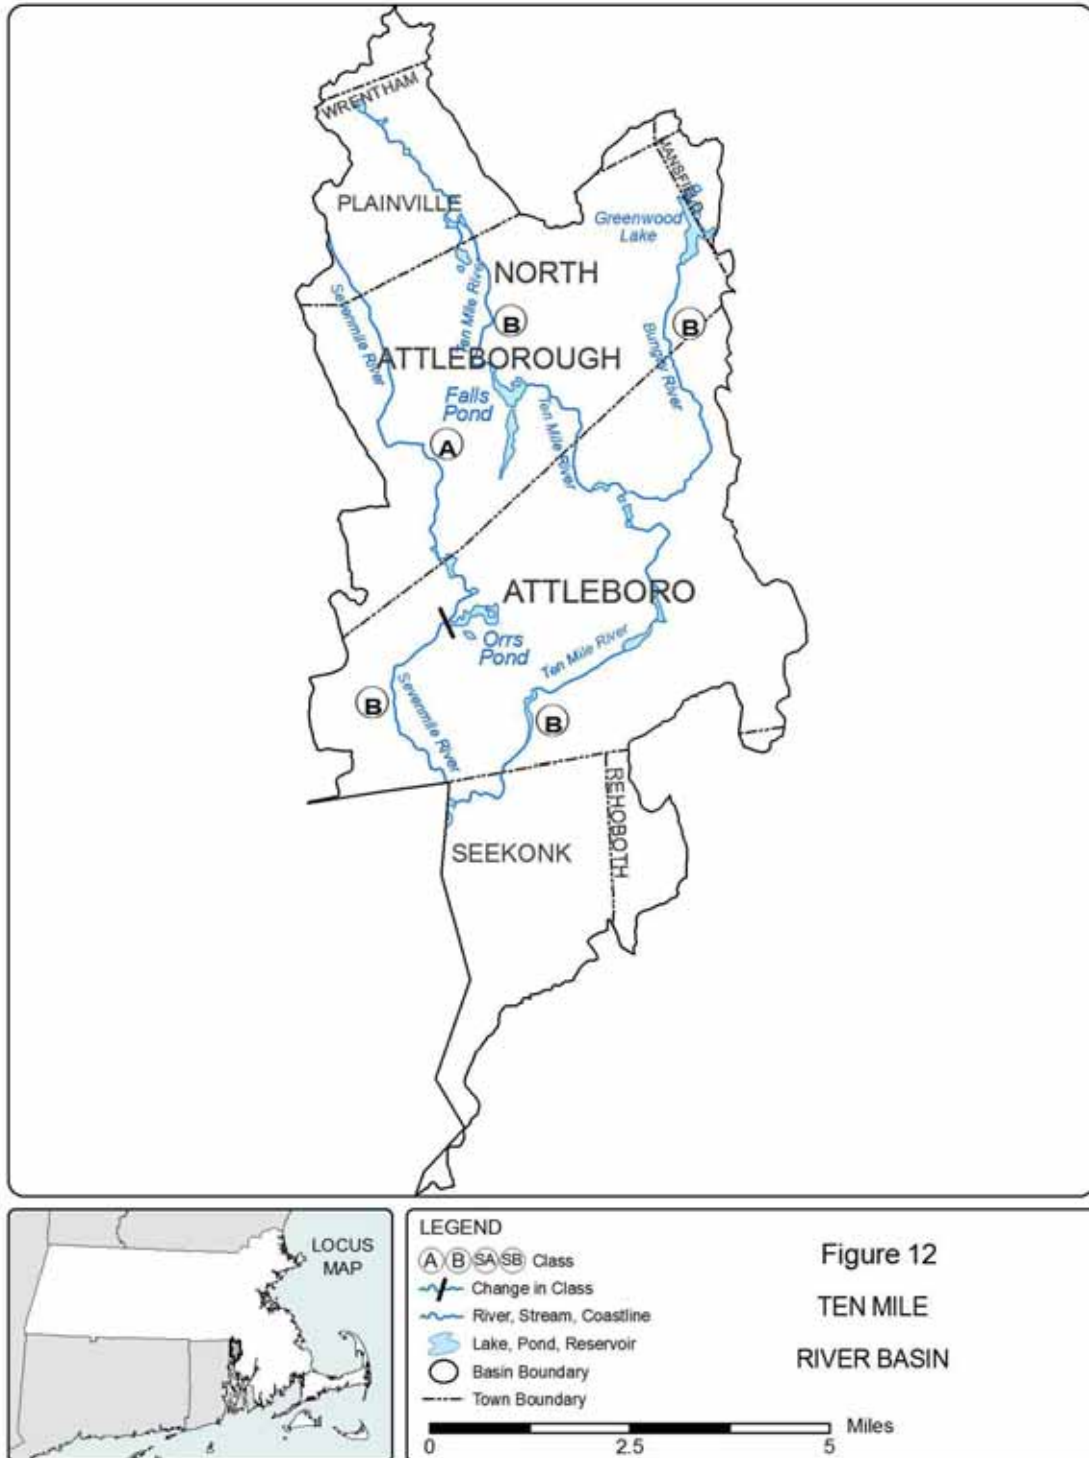 WRENTHAM
MANSFIELD
PLAINVILLE
Greenwood
Lake
NORTH
Sevenmile River
Ten Mile River
B
B
Bungay River
ATTLEBOROUGH
Falls
Pond
Ten Mile River
A
ATTLEBORO
Orrs
Pond
Ten Mile River
Sevenmile River
B
B
REHOBOTH
SEEKONK
LOCUS
MAP
LEGEND
A B SA SB Class
Change in Class
River, Stream, Coastline
Lake, Pond, Reservoir
Basin Boundary
Town Boundary
Miles
0 2.5 5
Figure 12
TEN MILE
RIVER BASIN